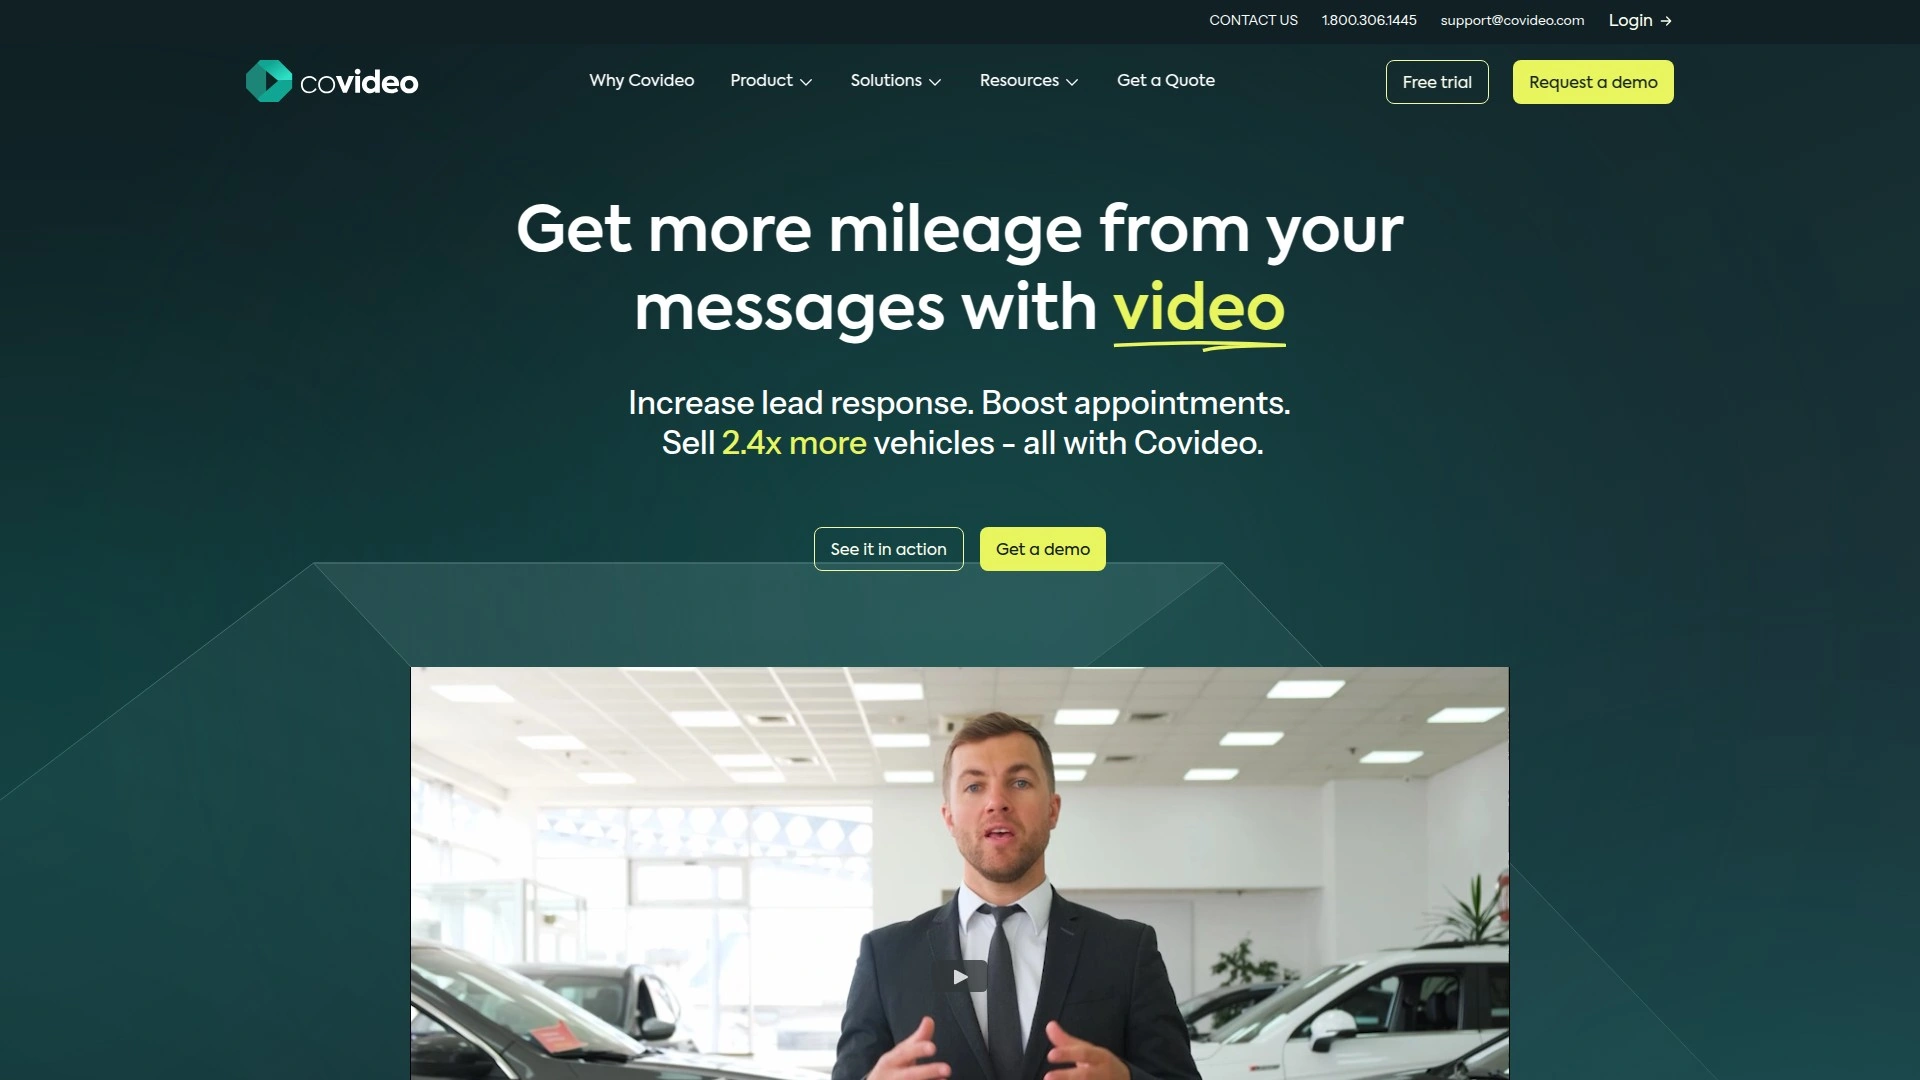 CONTACT US 1.800.306.1445 support@covideo.com Login →
covideo Why Covideo Product Solutions Resources Get a Quote Free trial Request a demo
Get more mileage from your
messages with video
Increase lead response. Boost appointments.
Sell 2.4x more vehicles - all with Covideo.
See it in action Get a demo